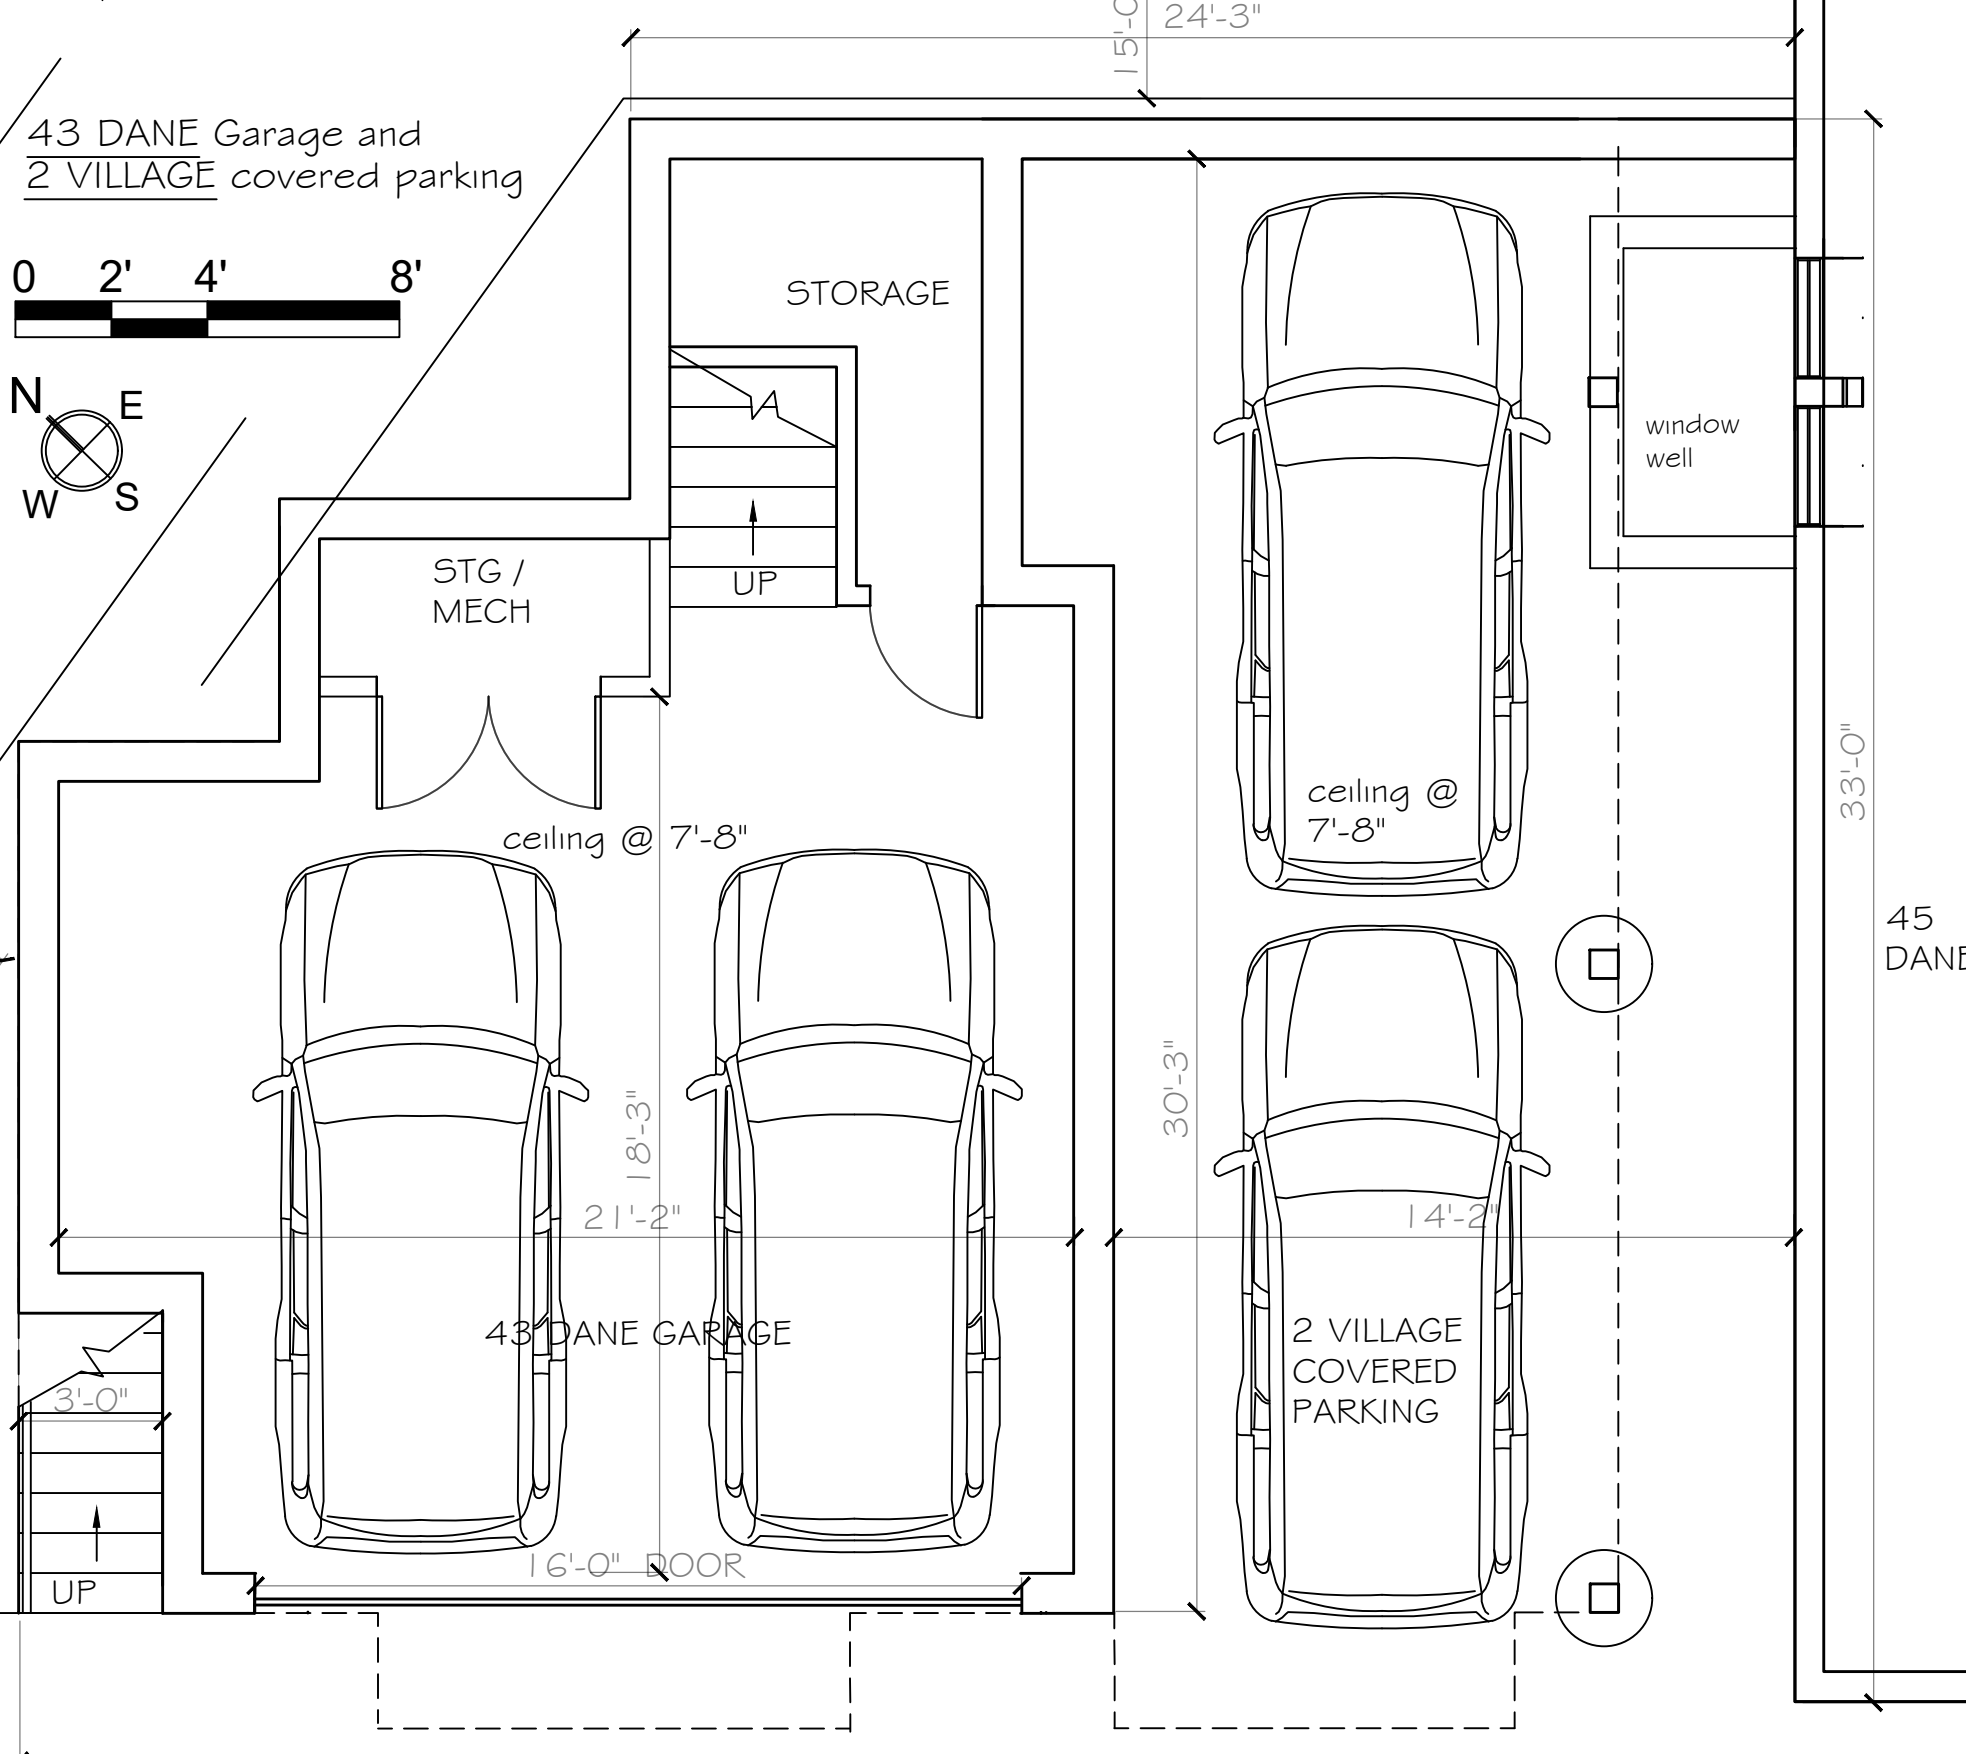 15'-0
24'-3"
43 DANE Garage and
2 VILLAGE covered parking
0 2' 4' 8'
N E
W S
STORAGE
window
well
STG /
MECH
UP
33'-0"
ceiling @
7'-8"
ceiling @ 7'-8"
45
DANE
30'-3"
18'-3"
21'-2"
14'-2"
43 DANE GARAGE
2 VILLAGE
COVERED
PARKING
3'-0"
16'-0" DOOR
UP